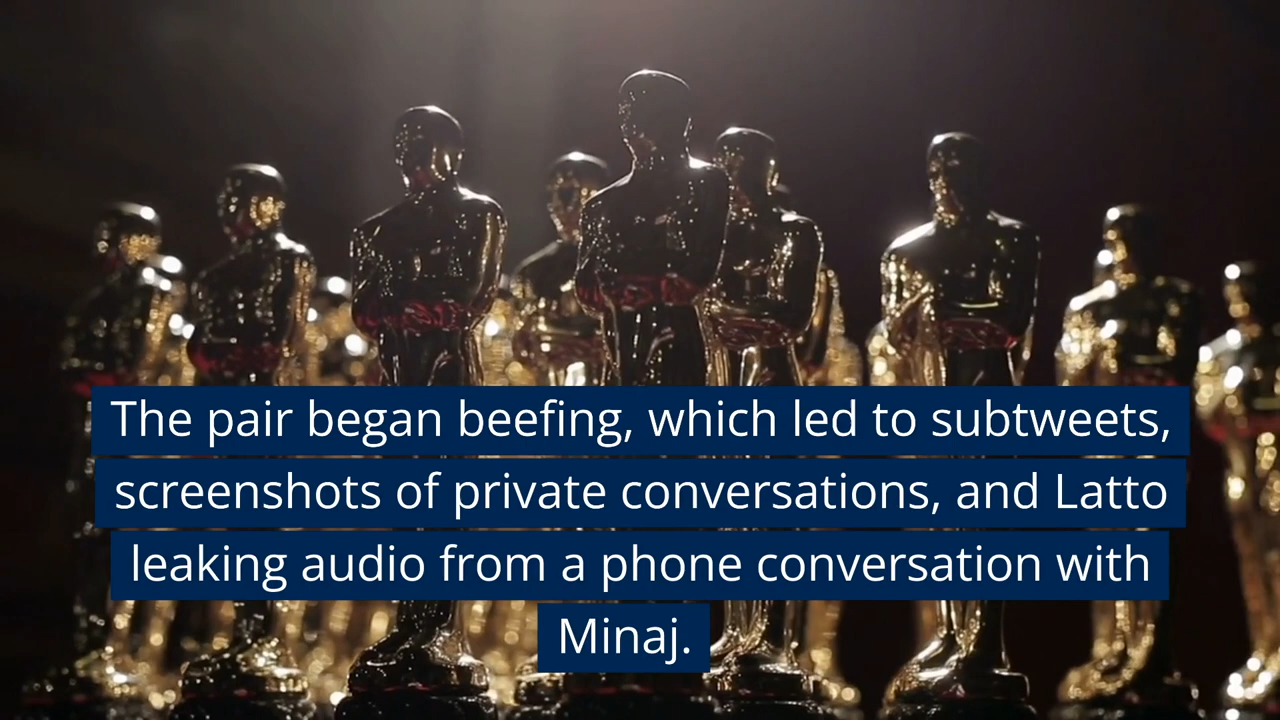 The pair began beefing, which led to subtweets,
screenshots of private conversations, and Latto
leaking audio from a phone conversation with
Minaj.